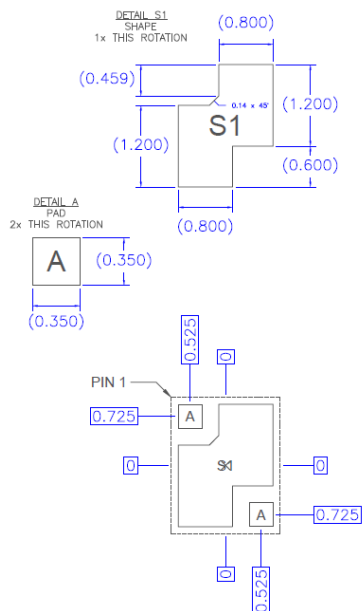 DETAIL S1
SHAPE
1x THIS ROTATION
(0.800)
(0.459)
0.14 x 45°
(1.200)
S1
(1.200)
(0.600)
(0.800)
DETAIL A
PAD
2x THIS ROTATION
A
(0.350)
(0.350)
0.525
0
PIN 1
0.725
A
0
S1
0
A
0.725
0
0.525